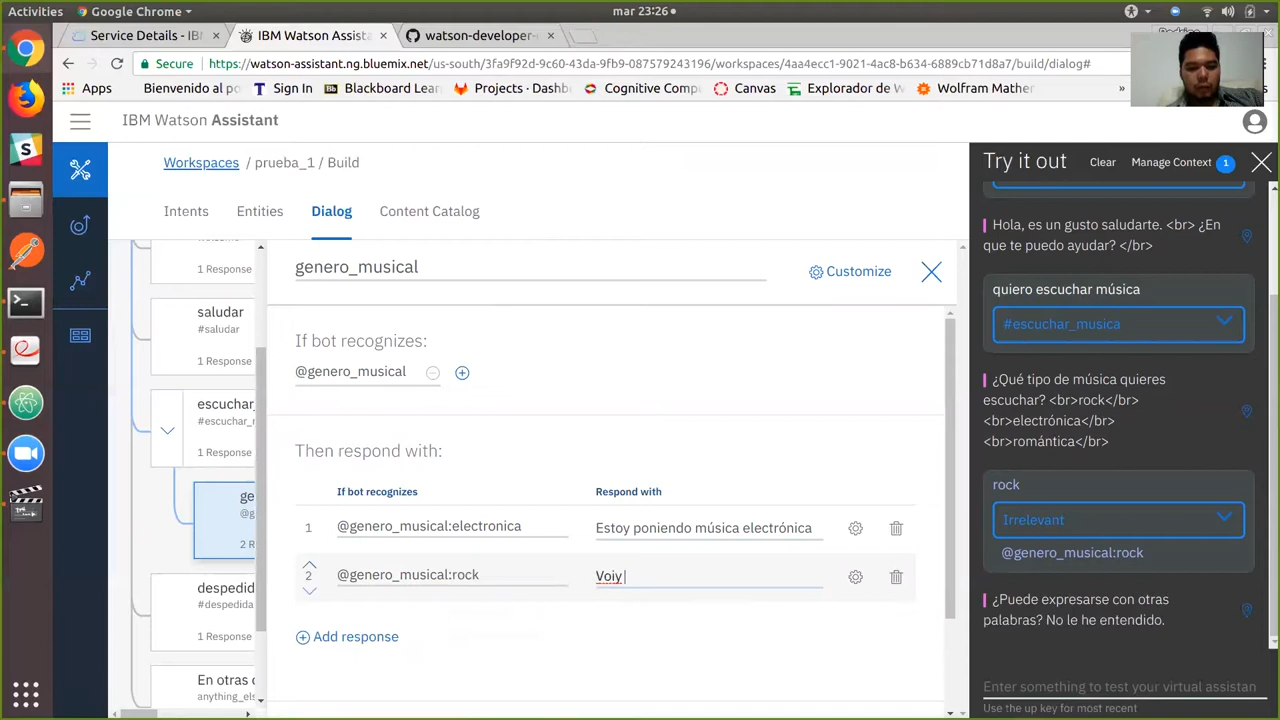 Activities
Google Chrome
mar 23:26
Service Details - IBM
IBM Watson Assista
watson-developer-
Secure
https://watson-assistant.ng.bluemix.net/us-south/3fa9f92d-9c60-43da-9fb9-087579243196/workspaces/4aa4ecc1-9021-4ac8-b634-6889cb71d8a7/build/dialog#
Apps
Bienvenido al po
Sign In
Blackboard Lear
Projects · Dashb
Cognitive Compu
Canvas
Explorador de W
Wolfram Mather
»
IBM Watson Assistant
Workspaces / prueba_1 / Build
Intents
Entities
Dialog
Content Catalog
1 Response
saludar
#saludar
1 Response
escuchar_
#escuchar_r
1 Response
ge
@g
2 R
despedida
#despedida
1 Response
En otras c
anything_els
genero_musical
Customize
If bot recognizes:
@genero_musical
Then respond with:
If bot recognizes
Respond with
1
@genero_musical:electronica
Estoy poniendo música electrónica
2
@genero_musical:rock
Voiy
Add response
Try it out
Clear
Manage Context
1
Hola, es un gusto saludarte. <br> ¿En
que te puedo ayudar? </br>
quiero escuchar música
#escuchar_musica
¿Qué tipo de música quieres
escuchar? <br>rock</br>
<br>electrónica</br>
<br>romántica</br>
rock
Irrelevant
@genero_musical:rock
¿Puede expresarse con otras
palabras? No le he entendido.
Enter something to test your virtual assistan
Use the up key for most recent